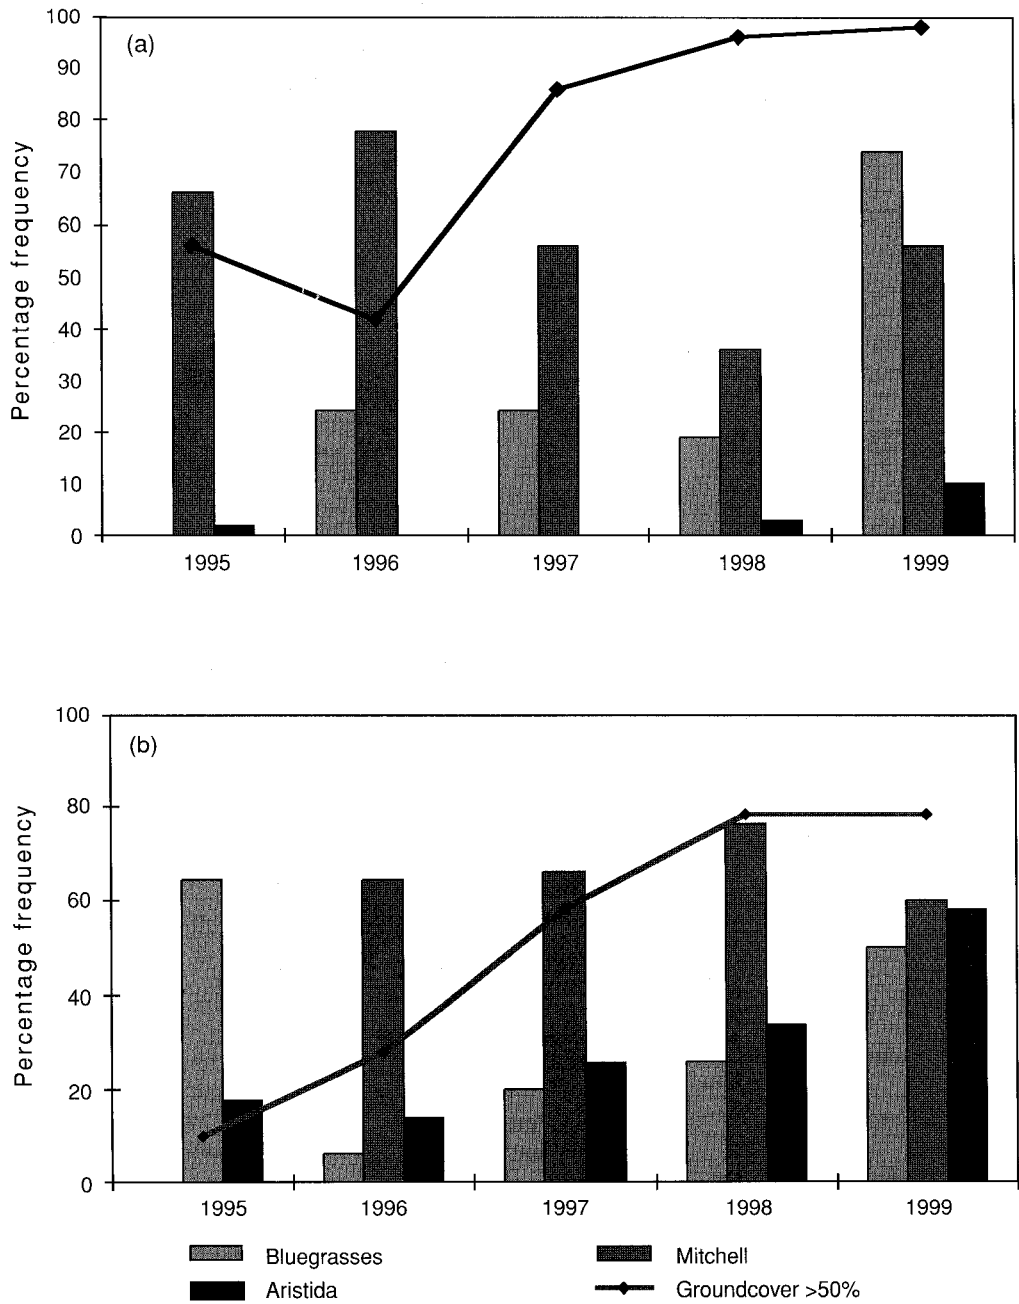 (a)
Percentage frequency
100
90
80
70
60
50
40
30
20
10
0
1995 1996 1997 1998 1999
(b)
Percentage frequency
100
80
60
40
20
0
1995 1996 1997 1998 1999
Bluegrasses Mitchell
Aristida Groundcover >50%